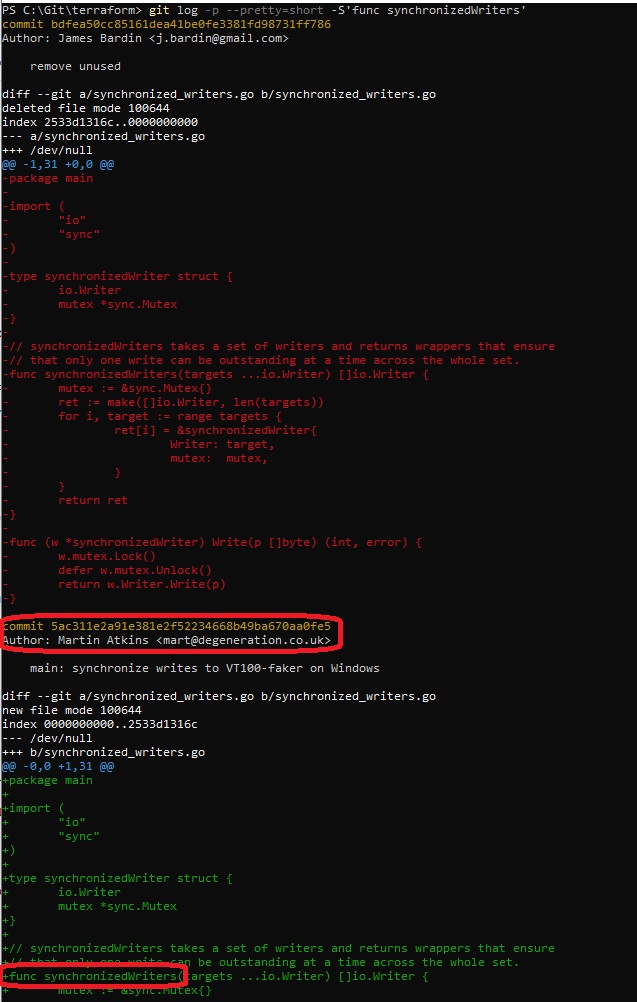 PS C:\Git\terraform> git log -p --pretty=short -S'func synchronizedWriters'
commit bdfea50cc85161dea41be0fe3381fd98731ff786
Author: James Bardin <j.bardin@gmail.com>
remove unused
diff --git a/synchronized_writers.go b/synchronized_writers.go
deleted file mode 100644
index 2533d1316c..0000000000
--- a/synchronized_writers.go
+++ /dev/null
@@ -1,31 +0,0 @@
-package main
-
-import (
-       "io"
-       "sync"
-)
-
-type synchronizedWriter struct {
-       io.Writer
-       mutex *sync.Mutex
-}
-
-// synchronizedWriters takes a set of writers and returns wrappers that ensure
-// that only one write can be outstanding at a time across the whole set.
-func synchronizedWriters(targets ...io.Writer) []io.Writer {
-       mutex := &sync.Mutex{}
-       ret := make([]io.Writer, len(targets))
-       for i, target := range targets {
-               ret[i] = &synchronizedWriter{
-                       Writer: target,
-                       mutex:  mutex,
-               }
-       }
-       return ret
-}
-
-func (w *synchronizedWriter) Write(p []byte) (int, error) {
-       w.mutex.Lock()
-       defer w.mutex.Unlock()
-       return w.Writer.Write(p)
-}
commit 5ac311e2a91e381e2f52234668b49ba670aa0fe5
Author: Martin Atkins <mart@degeneration.co.uk>
main: synchronize writes to VT100-faker on Windows
diff --git a/synchronized_writers.go b/synchronized_writers.go
new file mode 100644
index 0000000000..2533d1316c
--- /dev/null
+++ b/synchronized_writers.go
@@ -0,0 +1,31 @@
+package main
+
+import (
+       "io"
+       "sync"
+)
+
+type synchronizedWriter struct {
+       io.Writer
+       mutex *sync.Mutex
+}
+
+// synchronizedWriters takes a set of writers and returns wrappers that ensure
+// that only one write can be outstanding at a time across the whole set.
+func synchronizedWriters(targets ...io.Writer) []io.Writer {
+       mutex := &sync.Mutex{}